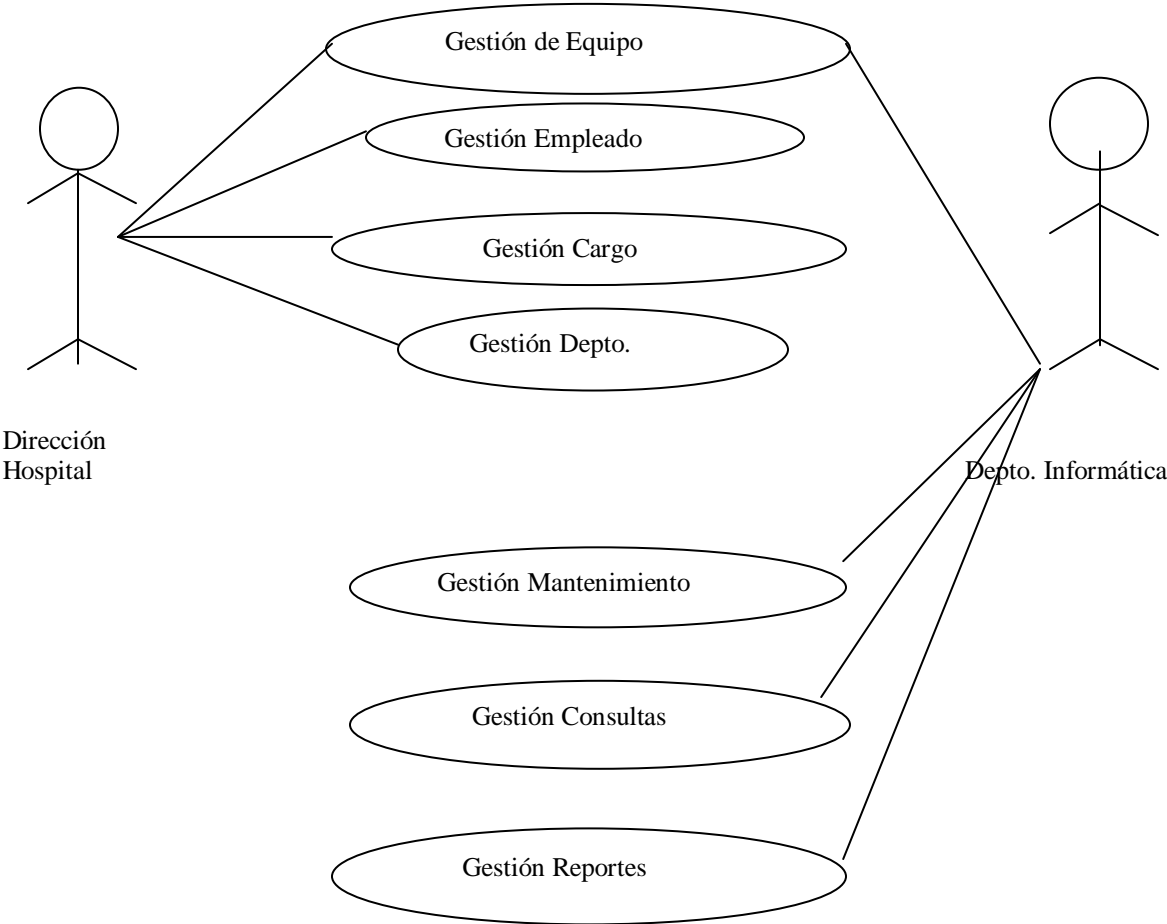 Gestión de Equipo
Gestión Empleado
Gestión Cargo
Gestión Depto.
Dirección
Hospital
Depto. Informática
Gestión Mantenimiento
Gestión Consultas
Gestión Reportes